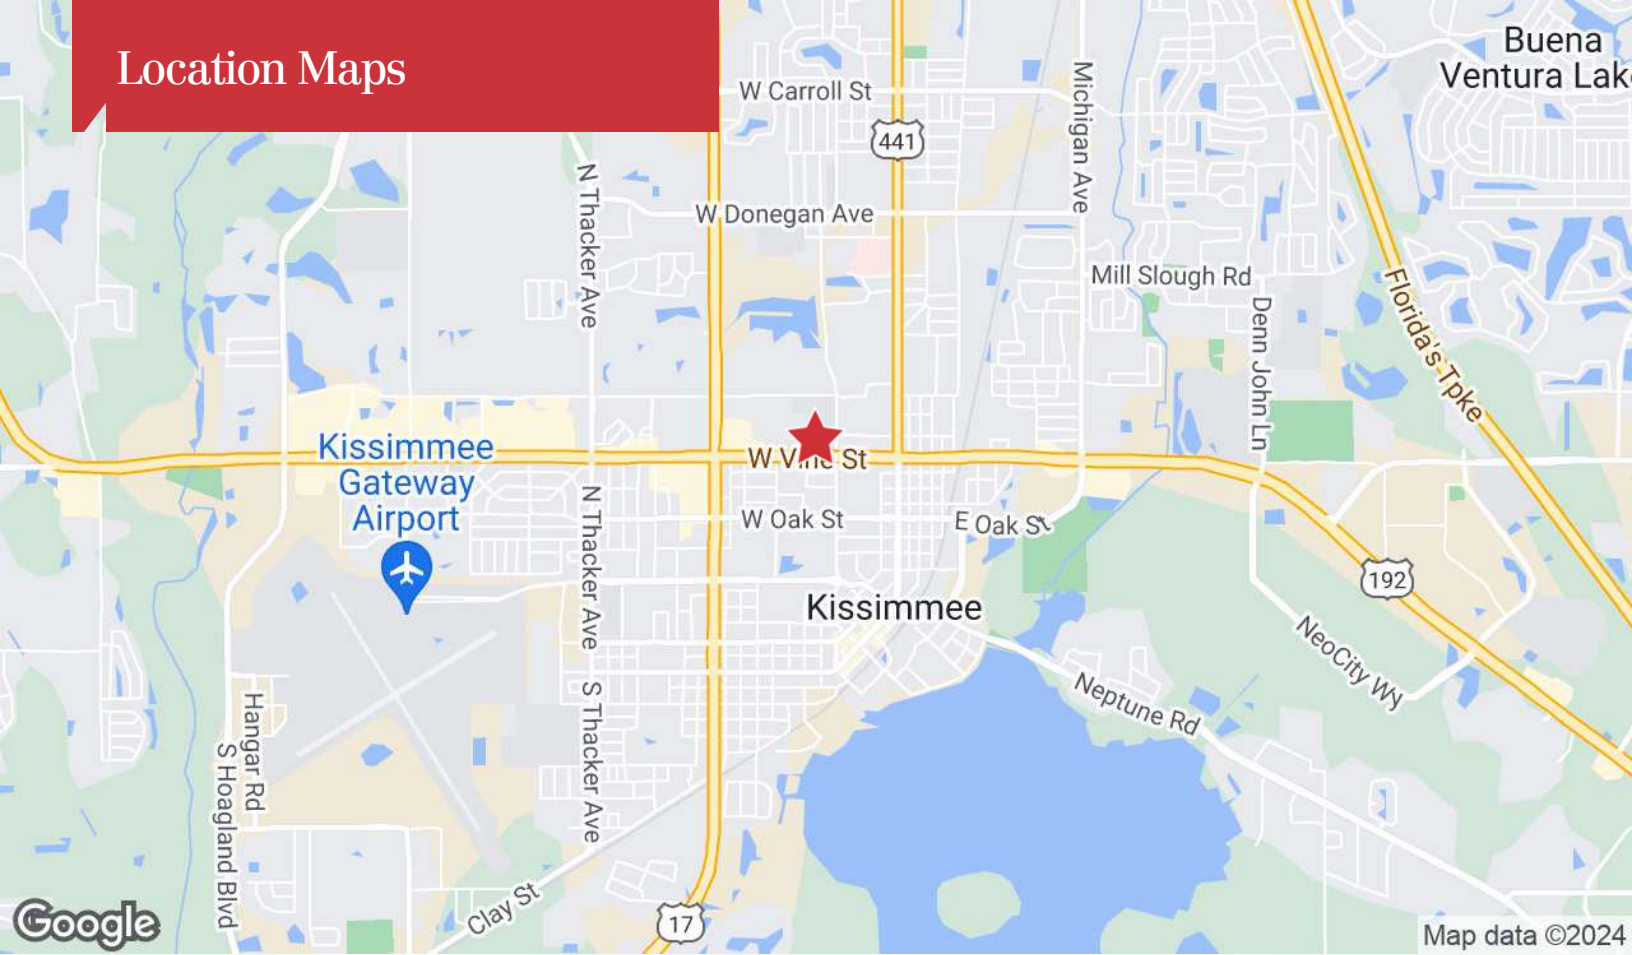 Location Maps
Buena
Ventura Lake
W Carroll St
441
Michigan Ave
N Thacker Ave
W Donegan Ave
Mill Slough Rd
Florida's Tpke
Denn John Ln
Kissimmee
Gateway
Airport
W Vine St
N Thacker Ave
W Oak St
E Oak St
192
Kissimmee
NeoCity Wy
Neptune Rd
S Thacker Ave
Hangar Rd
S Hoagland Blvd
Clay St
17
Google
Map data ©2024